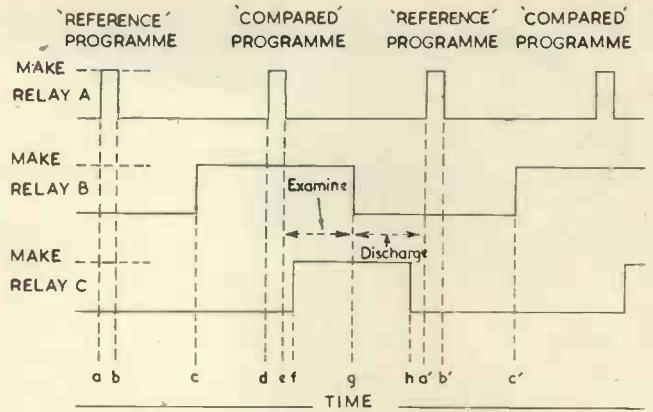 'REFERENCE' 'COMPARED' 'REFERENCE' 'COMPARED'
PROGRAMME PROGRAMME PROGRAMME PROGRAMME
MAKE
RELAY A
MAKE
RELAY B
Examine
Discharge
MAKE
RELAY C
a b c d e f g h a' b' c'
TIME